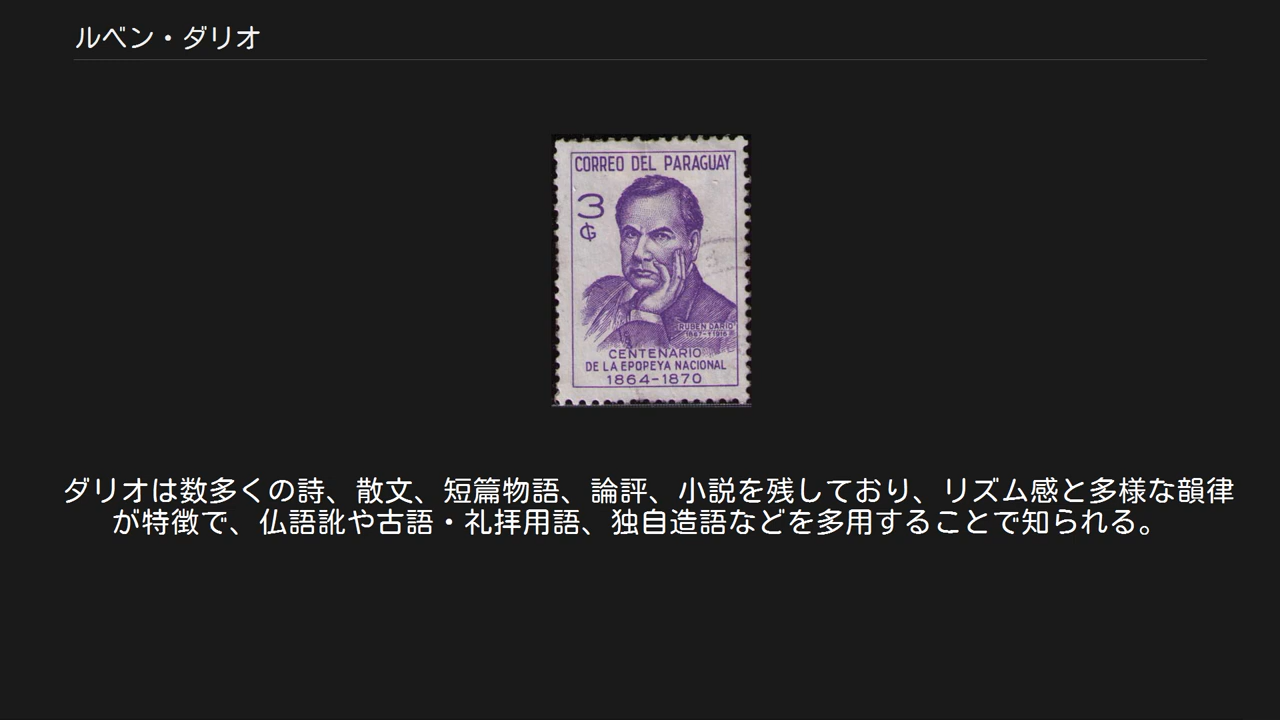 ルベン・ダリオ
CORREO DEL PARAGUAY
3
₲
RUBEN DARIO
1867-1916
CENTENARIO
DE LA EPOPEYA NACIONAL
1864-1870
ダリオは数多くの詩、散文、短篇物語、論評、小説を残しており、リズム感と多様な韻律
が特徴で、仏語訛や古語・礼拝用語、独自造語などを多用することで知られる。